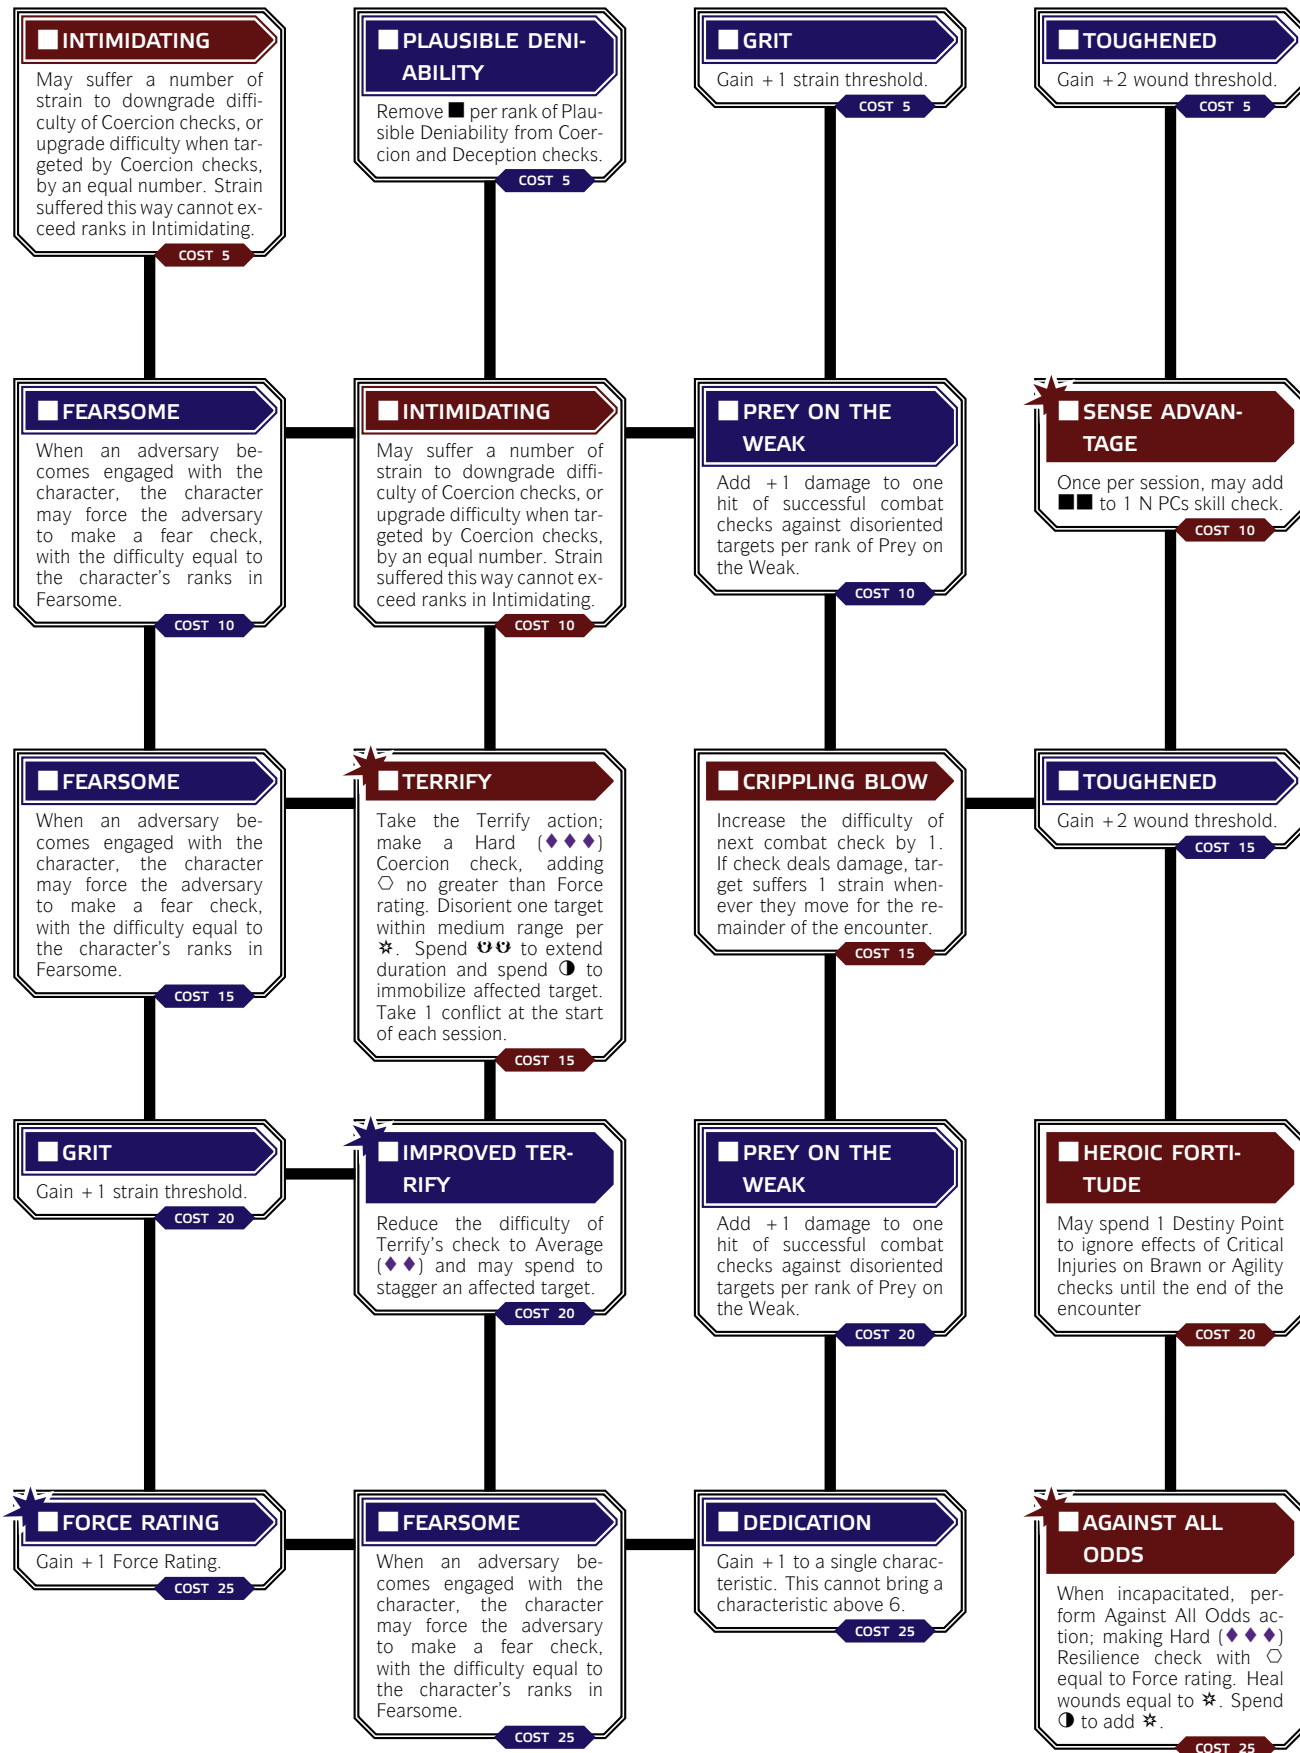 INTIMIDATING
May suffer a number of
strain to downgrade diffi-
culty of Coercion checks, or
upgrade difficulty when tar-
geted by Coercion checks,
by an equal number. Strain
suffered this way cannot ex-
ceed ranks in Intimidating.
COST 5
PLAUSIBLE DENI-
ABILITY
Remove ■ per rank of Plau-
sible Deniability from Coer-
cion and Deception checks.
COST 5
GRIT
Gain +1 strain threshold.
COST 5
TOUGHENED
Gain +2 wound threshold.
COST 5
FEARSOME
When an adversary be-
comes engaged with the
character, the character
may force the adversary
to make a fear check,
with the difficulty equal to
the character's ranks in
Fearsome.
COST 10
INTIMIDATING
May suffer a number of
strain to downgrade diffi-
culty of Coercion checks, or
upgrade difficulty when tar-
geted by Coercion checks,
by an equal number. Strain
suffered this way cannot ex-
ceed ranks in Intimidating.
COST 10
PREY ON THE
WEAK
Add +1 damage to one
hit of successful combat
checks against disoriented
targets per rank of Prey on
the Weak.
COST 10
SENSE ADVAN-
TAGE
Once per session, may add
■■ to 1 N PCs skill check.
COST 10
FEARSOME
When an adversary be-
comes engaged with the
character, the character
may force the adversary
to make a fear check,
with the difficulty equal to
the character's ranks in
Fearsome.
COST 15
TERRIFY
Take the Terrify action;
make a Hard (♦♦♦)
Coercion check, adding
⬡ no greater than Force
rating. Disorient one target
within medium range per
✡. Spend ⚙⚙ to extend
duration and spend ◑ to
immobilize affected target.
Take 1 conflict at the start
of each session.
COST 15
CRIPPLING BLOW
Increase the difficulty of
next combat check by 1.
If check deals damage, tar-
get suffers 1 strain when-
ever they move for the re-
mainder of the encounter.
COST 15
TOUGHENED
Gain +2 wound threshold.
COST 15
GRIT
Gain +1 strain threshold.
COST 20
IMPROVED TER-
RIFY
Reduce the difficulty of
Terrify's check to Average
(♦♦) and may spend to
stagger an affected target.
COST 20
PREY ON THE
WEAK
Add +1 damage to one
hit of successful combat
checks against disoriented
targets per rank of Prey on
the Weak.
COST 20
HEROIC FORTI-
TUDE
May spend 1 Destiny Point
to ignore effects of Critical
Injuries on Brawn or Agility
checks until the end of the
encounter
COST 20
FORCE RATING
Gain +1 Force Rating.
COST 25
FEARSOME
When an adversary be-
comes engaged with the
character, the character
may force the adversary
to make a fear check,
with the difficulty equal to
the character's ranks in
Fearsome.
COST 25
DEDICATION
Gain +1 to a single charac-
teristic. This cannot bring a
characteristic above 6.
COST 25
AGAINST ALL
ODDS
When incapacitated, per-
form Against All Odds ac-
tion; making Hard (♦♦♦)
Resilience check with ⬡
equal to Force rating. Heal
wounds equal to ✡. Spend
◑ to add ✡.
COST 25